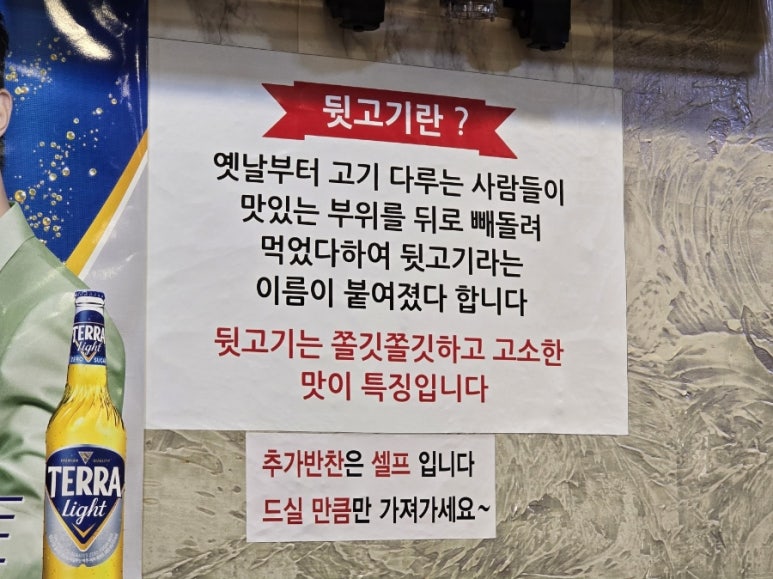 뒷고기란 ?
옛날부터 고기 다루는 사람들이
맛있는 부위를 뒤로 빼돌려
먹었다하여 뒷고기라는
이름이 붙여졌다 합니다
뒷고기는 쫄깃쫄깃하고 고소한
맛이 특징입니다
추가반찬은 셀프 입니다
드실 만큼만 가져가세요~
TERRA
light
ZERO SUGAR
TERRA
light